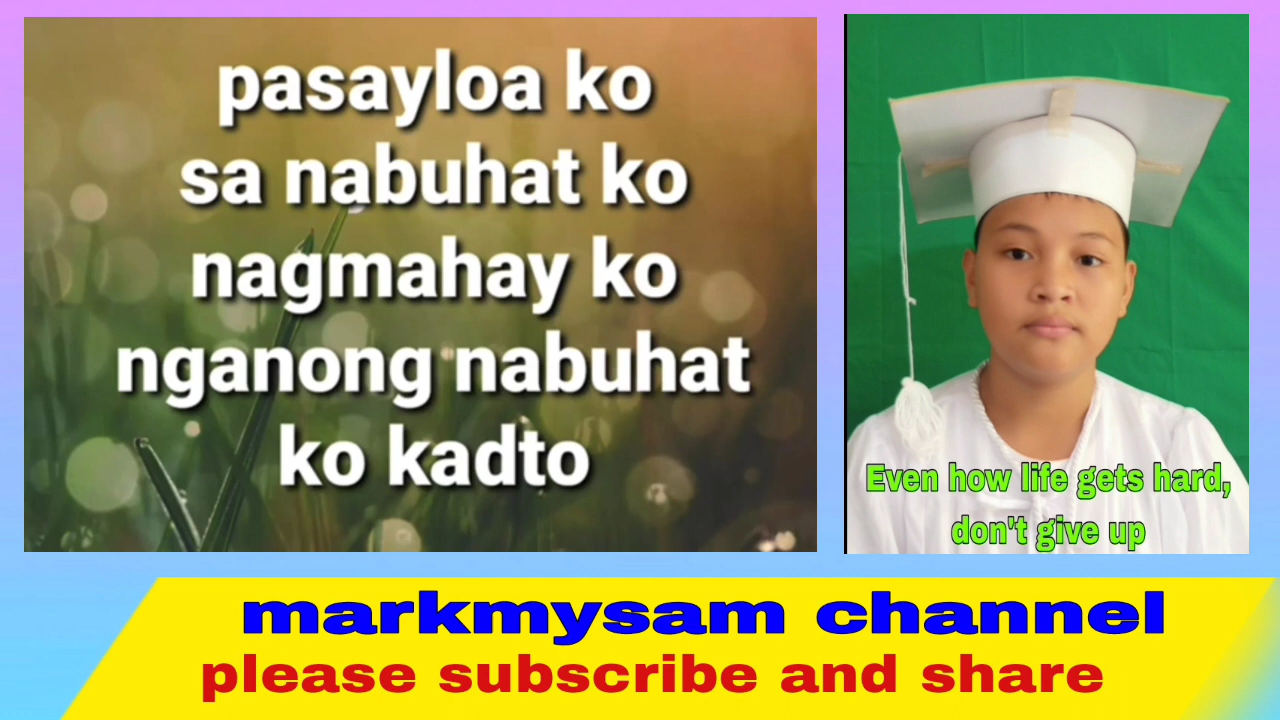 pasayloa ko
sa nabuhat ko
nagmahay ko
nganong nabuhat
ko kadto
Even how life gets hard,
don't give up
markmysam channel
please subscribe and share